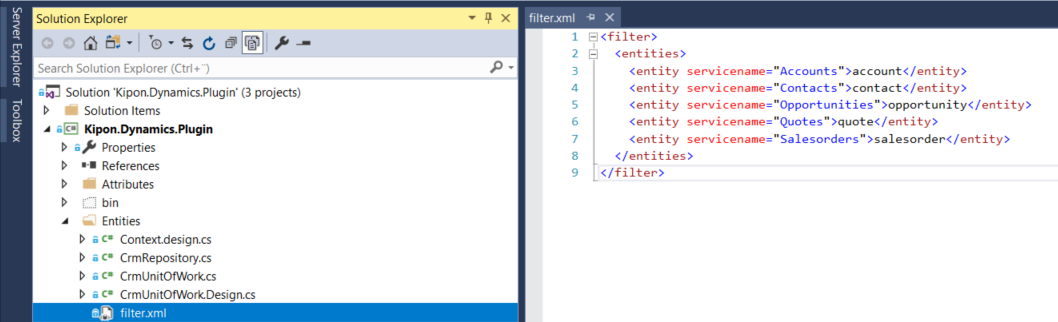 Server Explorer
Toolbox
Solution Explorer
Search Solution Explorer (Ctrl+¨)
Solution 'Kipon.Dynamics.Plugin' (3 projects)
Solution Items
C# Kipon.Dynamics.Plugin
Properties
References
Attributes
bin
Entities
C# Context.design.cs
C# CrmRepository.cs
C# CrmUnitOfWork.cs
C# CrmUnitOfWork.Design.cs
filter.xml
filter.xml
1 <filter>
2 <entities>
3 <entity servicename="Accounts">account</entity>
4 <entity servicename="Contacts">contact</entity>
5 <entity servicename="Opportunities">opportunity</entity>
6 <entity servicename="Quotes">quote</entity>
7 <entity servicename="Salesorders">salesorder</entity>
8 </entities>
9 </filter>